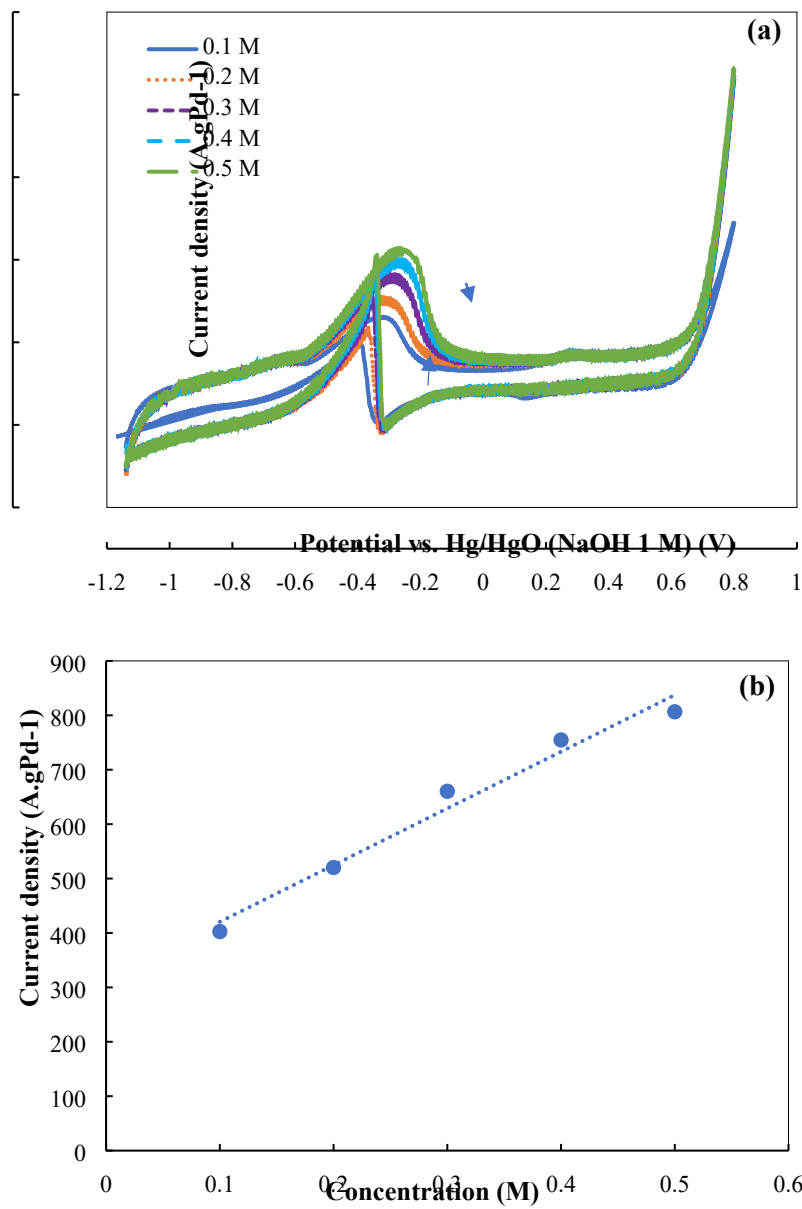 (a)
0.1 M
0.2 M
0.3 M
0.4 M
0.5 M
Current density (A.gPd-1)
Potential vs. Hg/HgO (NaOH 1 M) (V)
-1.2 -1 -0.8 -0.6 -0.4 -0.2 0 0.2 0.4 0.6 0.8 1
(b)
900
800
700
600
500
400
300
200
100
0
Current density (A.gPd-1)
0 0.1 0.2 0.3 0.4 0.5 0.6
Concentration (M)